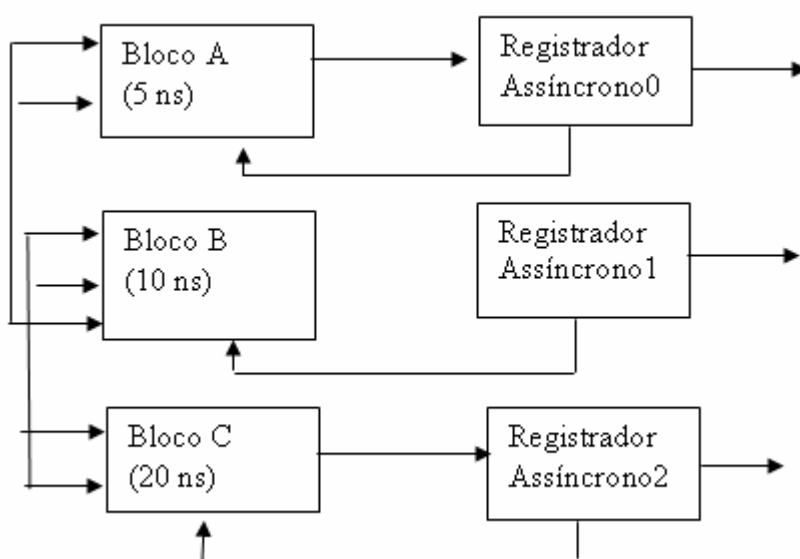 Bloco A
(5 ns)
Registrador
Assíncrono0
Bloco B
(10 ns)
Registrador
Assíncrono1
Bloco C
(20 ns)
Registrador
Assíncrono2